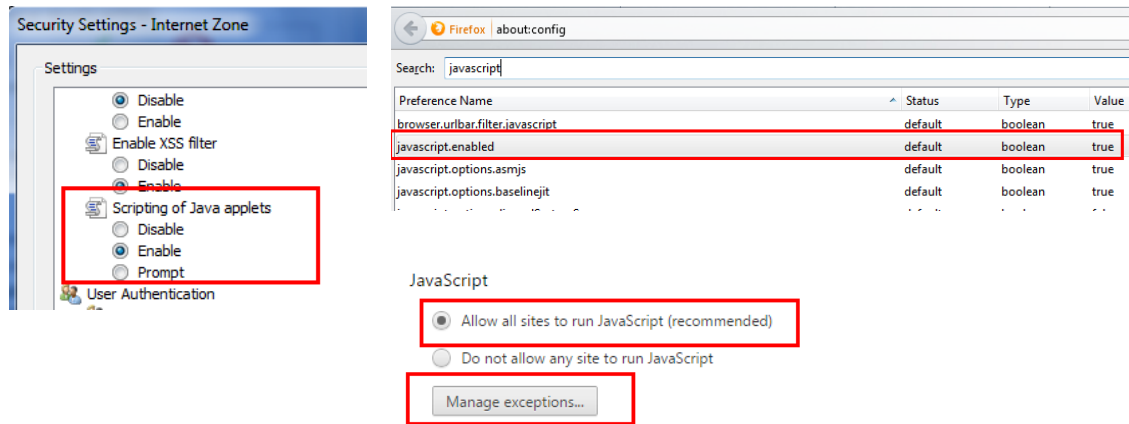 Security Settings - Internet Zone
Settings
Disable
Enable
Enable XSS filter
Disable
Enable
Scripting of Java applets
Disable
Enable
Prompt
User Authentication
Firefox about:config
Search: javascript
Preference Name Status Type Value
browser.urlbar.filter.javascript default boolean true
javascript.enabled default boolean true
javascript.options.asmjs default boolean true
javascript.options.baselinejit default boolean true
JavaScript
Allow all sites to run JavaScript (recommended)
Do not allow any site to run JavaScript
Manage exceptions...